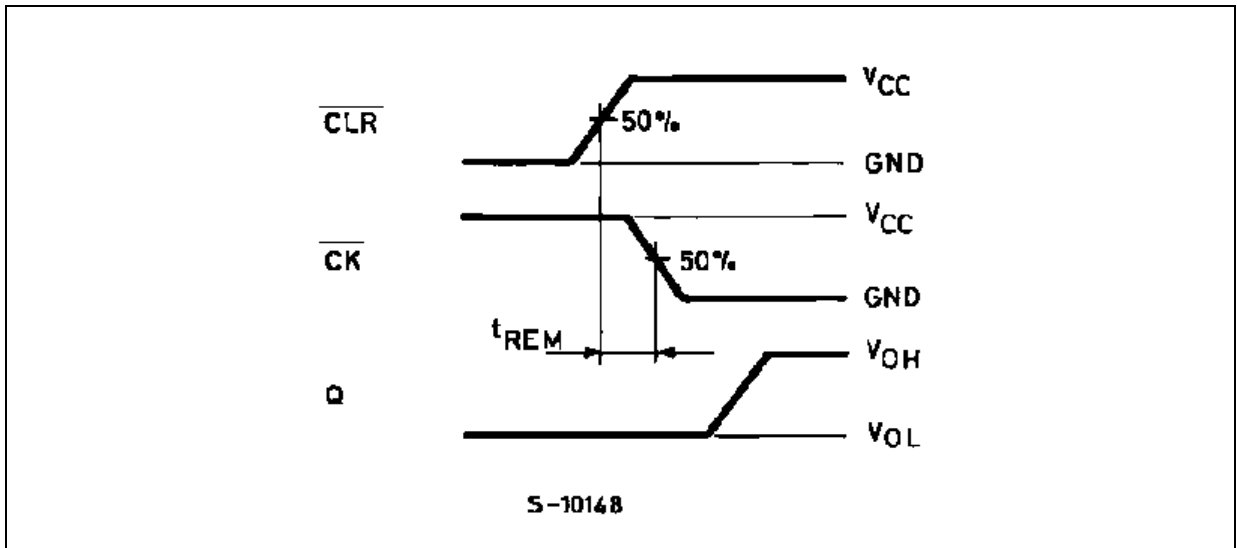 VCC
CLR
50%
GND
VCC
CK
50%
GND
tREM
VOH
Q
VOL
S-10148